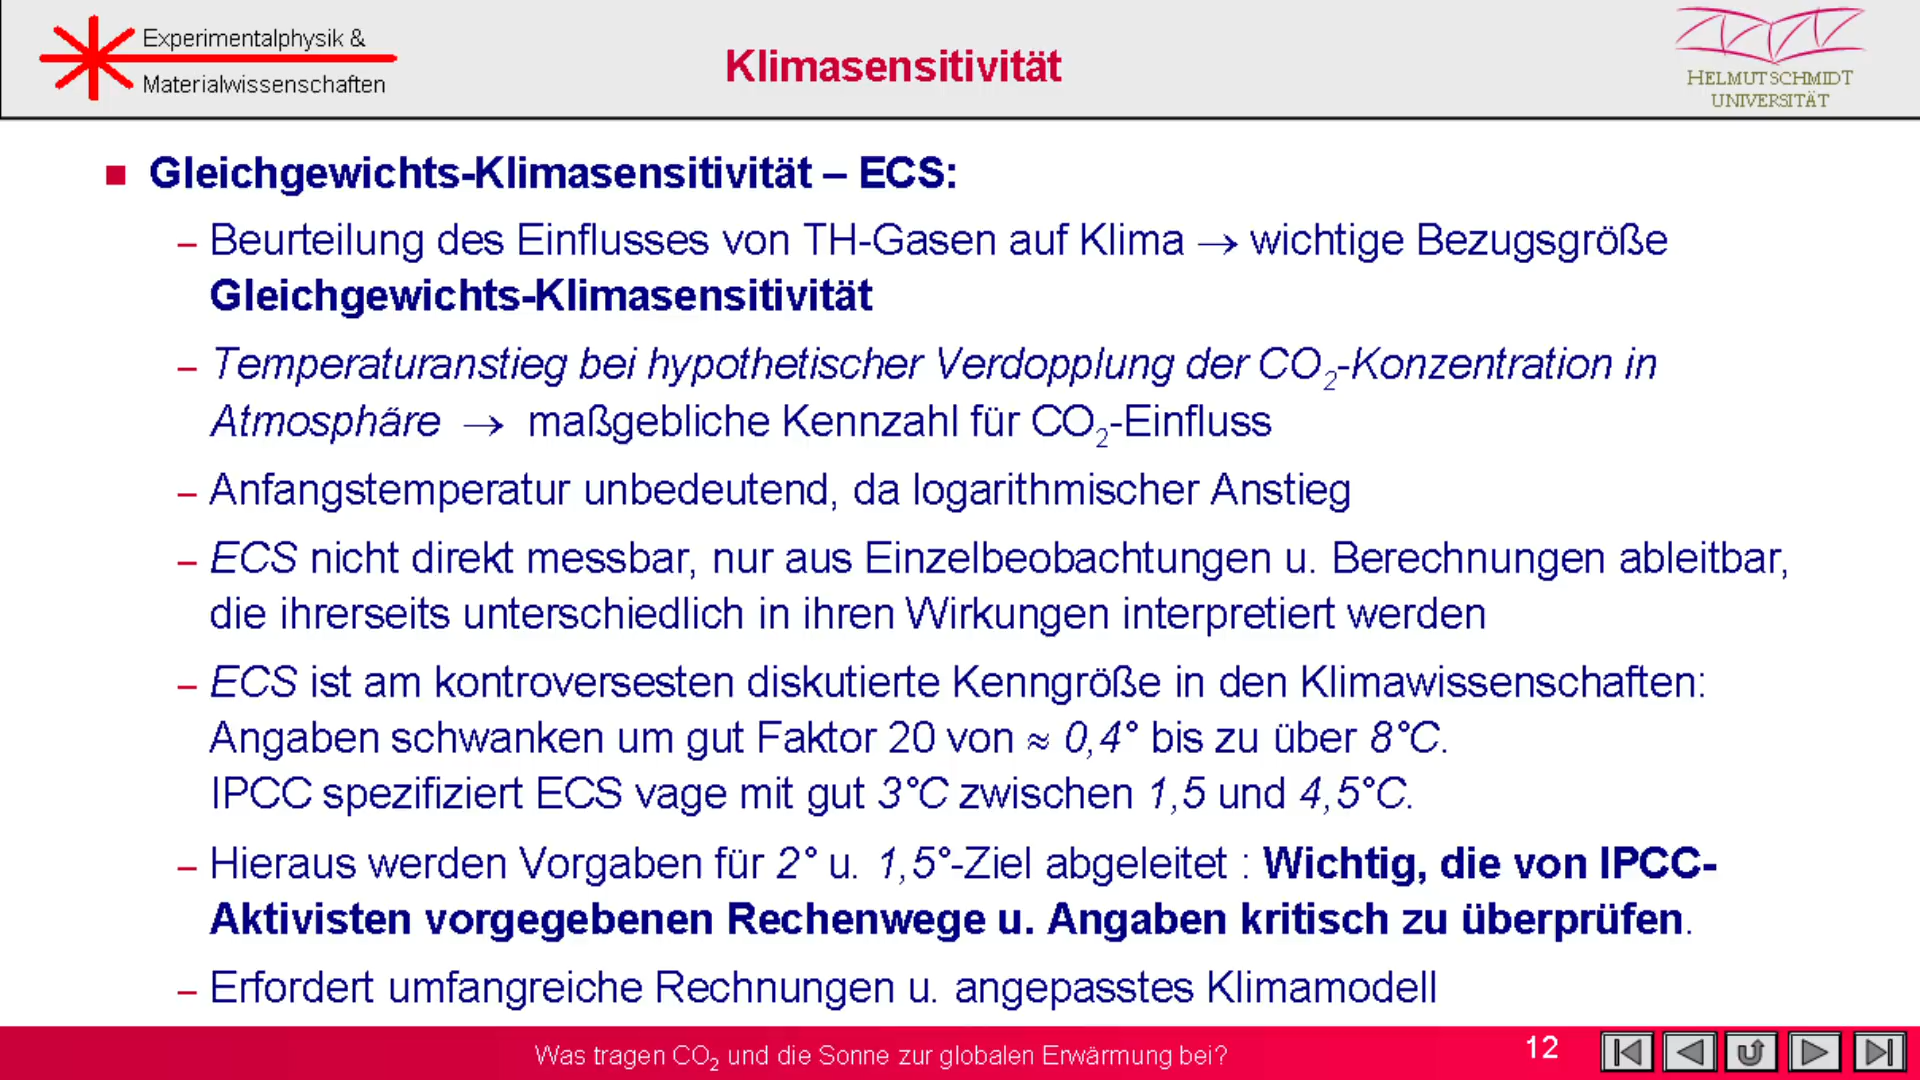 Experimentalphysik &
Materialwissenschaften
Klimasensitivität
HELMUT SCHMIDT
UNIVERSITÄT
Gleichgewichts-Klimasensitivität – ECS:
– Beurteilung des Einflusses von TH-Gasen auf Klima → wichtige Bezugsgröße
Gleichgewichts-Klimasensitivität
– Temperaturanstieg bei hypothetischer Verdopplung der CO₂-Konzentration in
Atmosphäre → maßgebliche Kennzahl für CO₂-Einfluss
– Anfangstemperatur unbedeutend, da logarithmischer Anstieg
– ECS nicht direkt messbar, nur aus Einzelbeobachtungen u. Berechnungen ableitbar,
die ihrerseits unterschiedlich in ihren Wirkungen interpretiert werden
– ECS ist am kontroversesten diskutierte Kenngröße in den Klimawissenschaften:
Angaben schwanken um gut Faktor 20 von ≈ 0,4° bis zu über 8°C.
IPCC spezifiziert ECS vage mit gut 3°C zwischen 1,5 und 4,5°C.
– Hieraus werden Vorgaben für 2° u. 1,5°-Ziel abgeleitet : Wichtig, die von IPCC-
Aktivisten vorgegebenen Rechenwege u. Angaben kritisch zu überprüfen.
– Erfordert umfangreiche Rechnungen u. angepasstes Klimamodell
Was tragen CO₂ und die Sonne zur globalen Erwärmung bei?
12